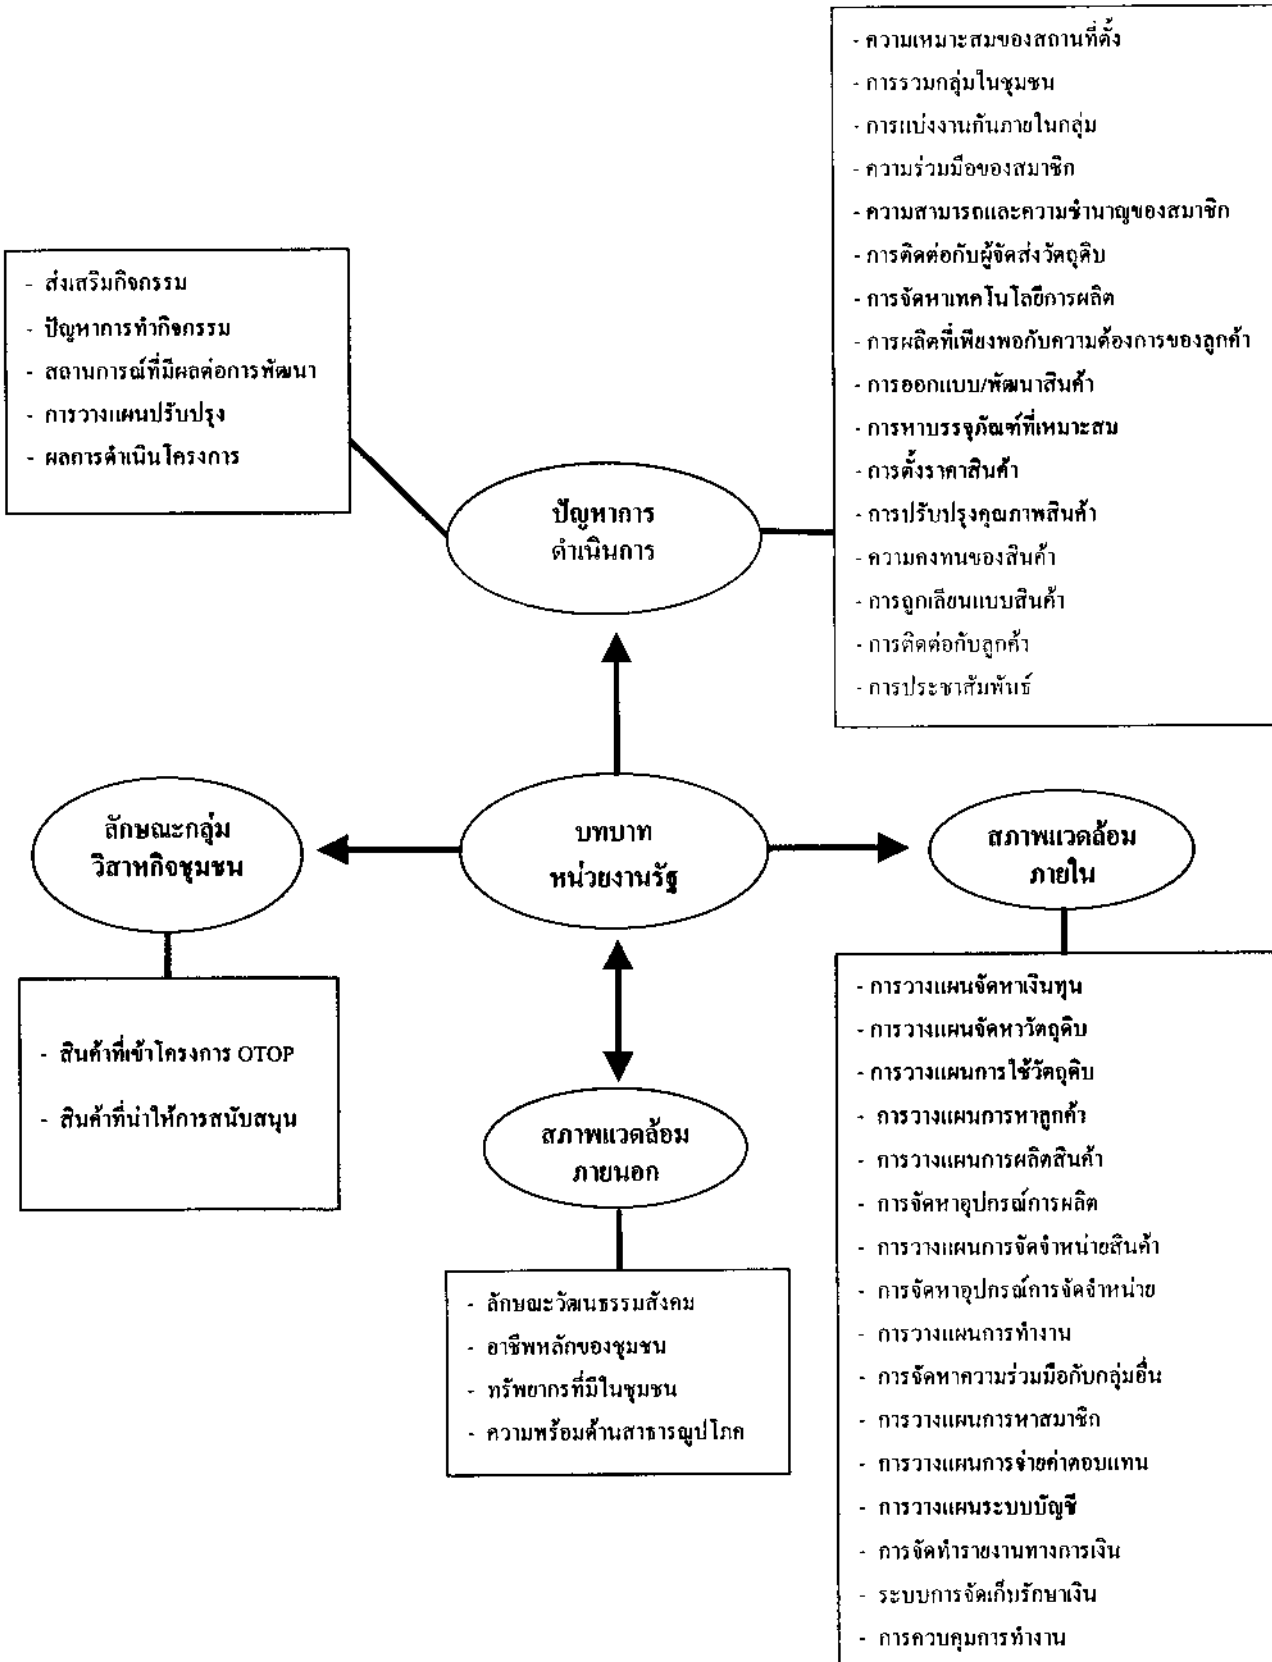 - ความเหมาะสมของสถานที่ตั้ง
- การรวมกลุ่มในชุมชน
- การแบ่งงานกันภายในกลุ่ม
- ความร่วมมือของสมาชิก
- ความสามารถและความชำนาญของสมาชิก
- การติดต่อกับผู้จัดส่งวัตถุดิบ
- การจัดหาเทคโนโลยีการผลิต
- การผลิตที่เพียงพอกับความต้องการของลูกค้า
- การออกแบบ/พัฒนาสินค้า
- การหาบรรจุภัณฑ์ที่เหมาะสม
- การตั้งราคาสินค้า
- การปรับปรุงคุณภาพสินค้า
- ความคงทนของสินค้า
- การถูกเลียนแบบสินค้า
- การติดต่อกับลูกค้า
- การประชาสัมพันธ์
- ส่งเสริมกิจกรรม
- ปัญหาการทำกิจกรรม
- สถานการณ์ที่มีผลต่อการพัฒนา
- การวางแผนปรับปรุง
- ผลการดำเนินโครงการ
ปัญหาการ
ดำเนินการ
ลักษณะกลุ่ม
วิสาหกิจชุมชน
บทบาท
หน่วยงานรัฐ
สภาพแวดล้อม
ภายใน
- สินค้าที่เข้าโครงการ OTOP
- สินค้าที่น่าให้การสนับสนุน
สภาพแวดล้อม
ภายนอก
- ลักษณะวัฒนธรรมสังคม
- อาชีพหลักของชุมชน
- ทรัพยากรที่มีในชุมชน
- ความพร้อมด้านสาธารณูปโภค
- การวางแผนจัดหาเงินทุน
- การวางแผนจัดหาวัตถุดิบ
- การวางแผนการใช้วัตถุดิบ
- การวางแผนการหาลูกค้า
- การวางแผนการผลิตสินค้า
- การจัดหาอุปกรณ์การผลิต
- การวางแผนการจัดจำหน่ายสินค้า
- การจัดหาอุปกรณ์การจัดจำหน่าย
- การวางแผนการทำงาน
- การจัดหาความร่วมมือกับกลุ่มอื่น
- การวางแผนการหาสมาชิก
- การวางแผนการจ่ายค่าตอบแทน
- การวางแผนระบบบัญชี
- การจัดทำรายงานทางการเงิน
- ระบบการจัดเก็บรักษาเงิน
- การควบคุมการทำงาน